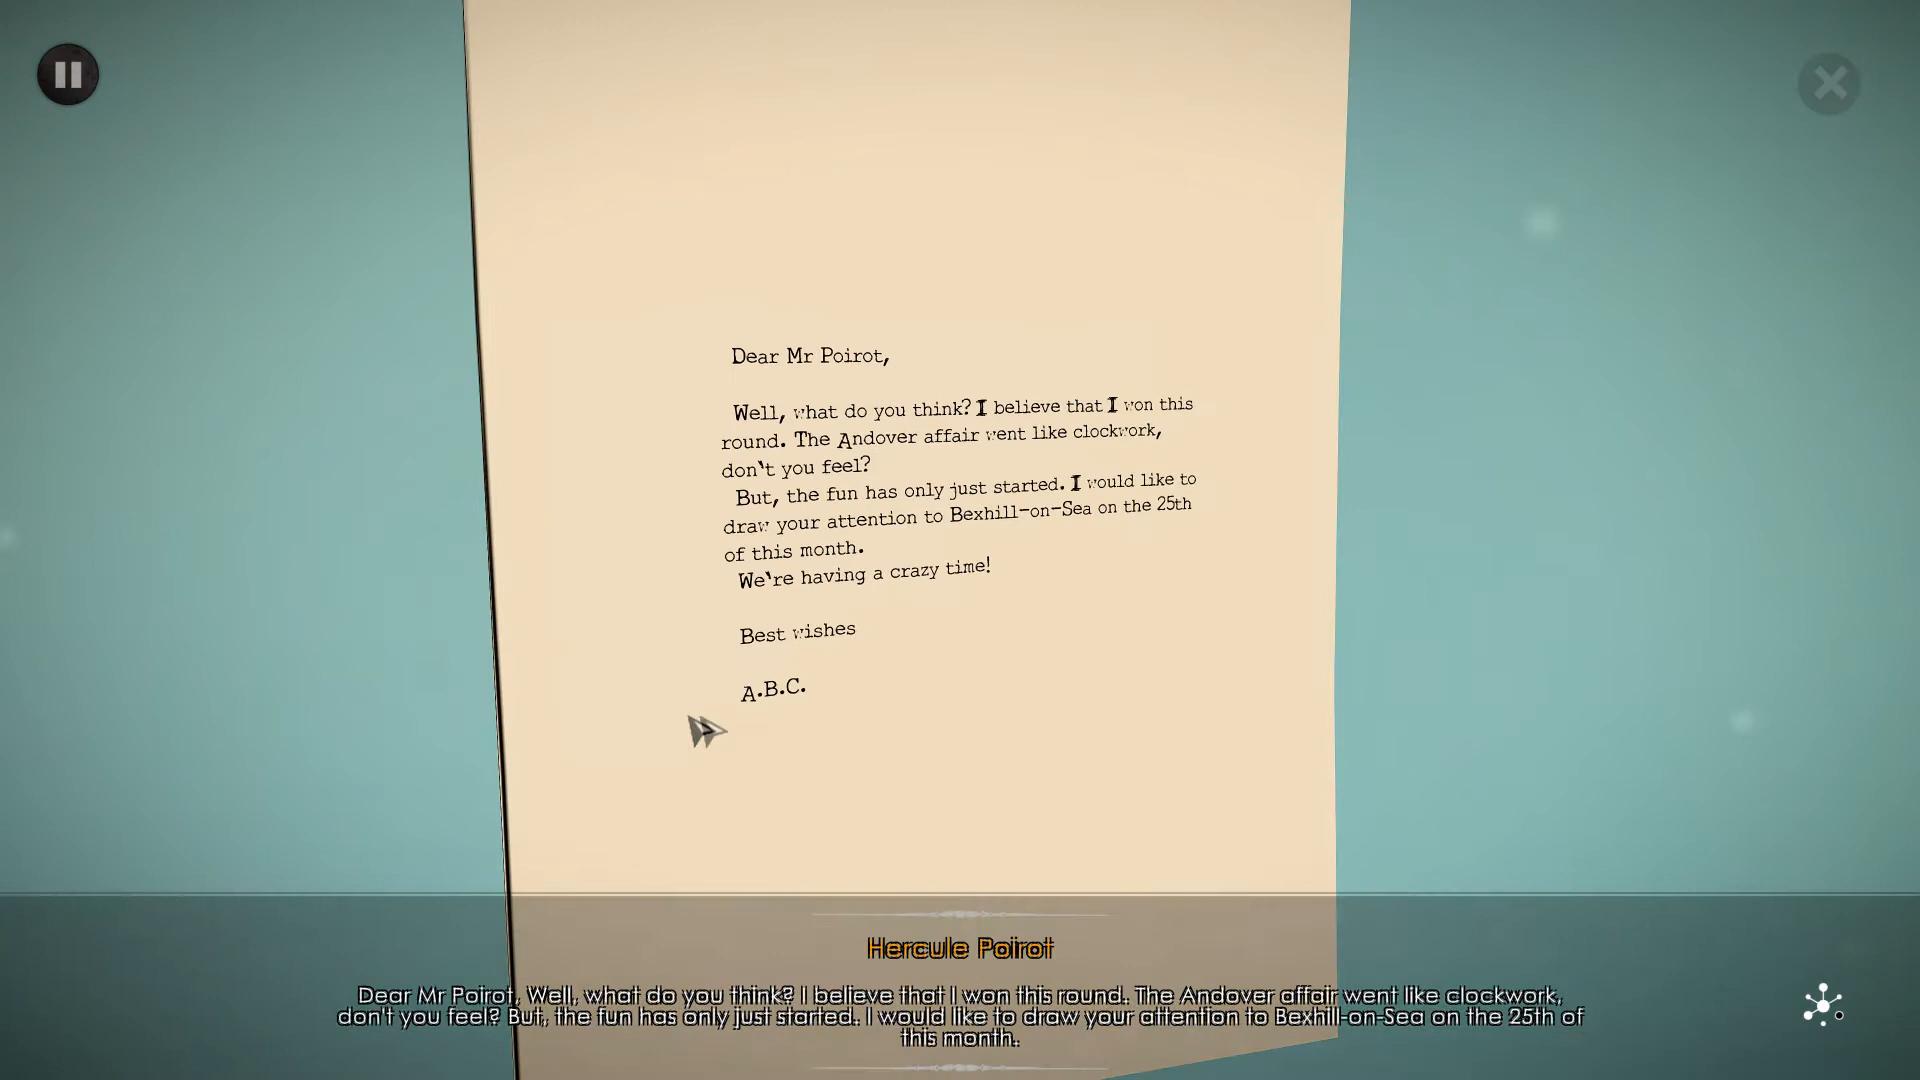 Dear Mr Poirot,
Well, what do you think? I believe that I won this
round. The Andover affair went like clockwork,
don't you feel?
But, the fun has only just started. I would like to
draw your attention to Bexhill-on-Sea on the 25th
of this month.
We're having a crazy time!
Best wishes
A.B.C.
Hercule Poirot
Dear Mr Poirot, Well, what do you think? I believe that I won this round. The Andover affair went like clockwork,
don't you feel? But, the fun has only just started. I would like to draw your attention to Bexhill-on-Sea on the 25th of
this month.